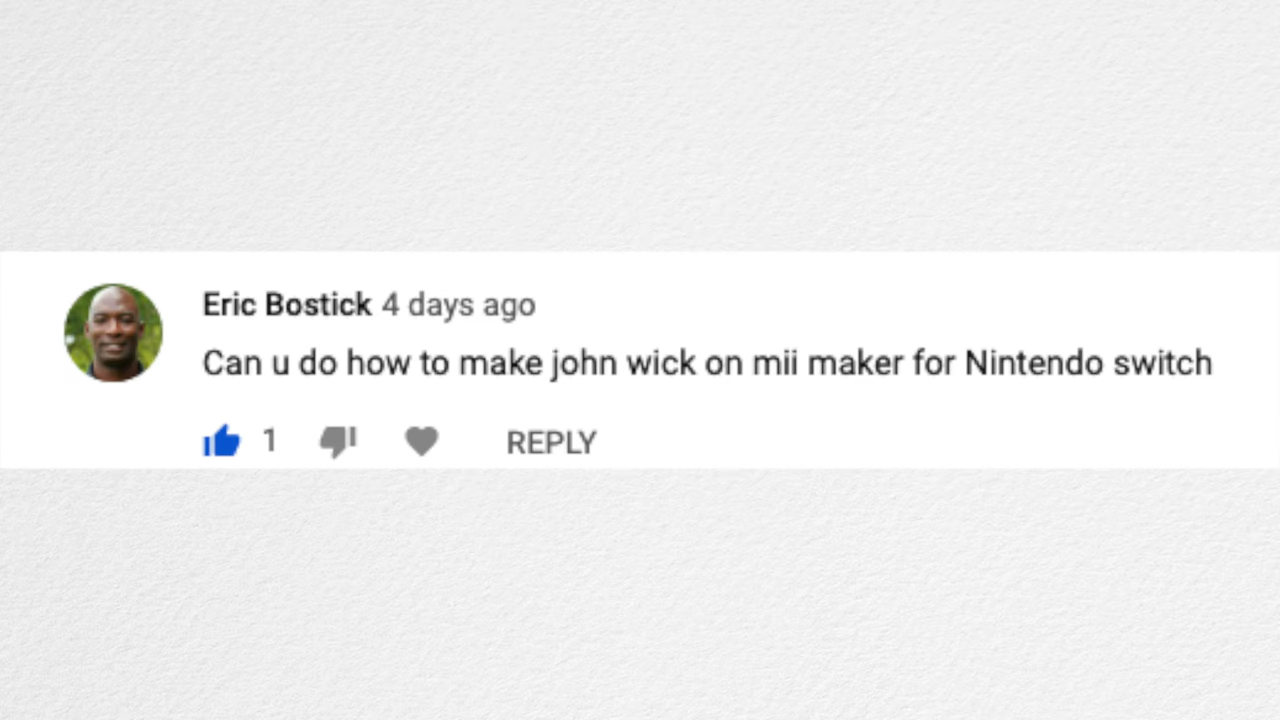 Eric Bostick 4 days ago
Can u do how to make john wick on mii maker for Nintendo switch
1 REPLY